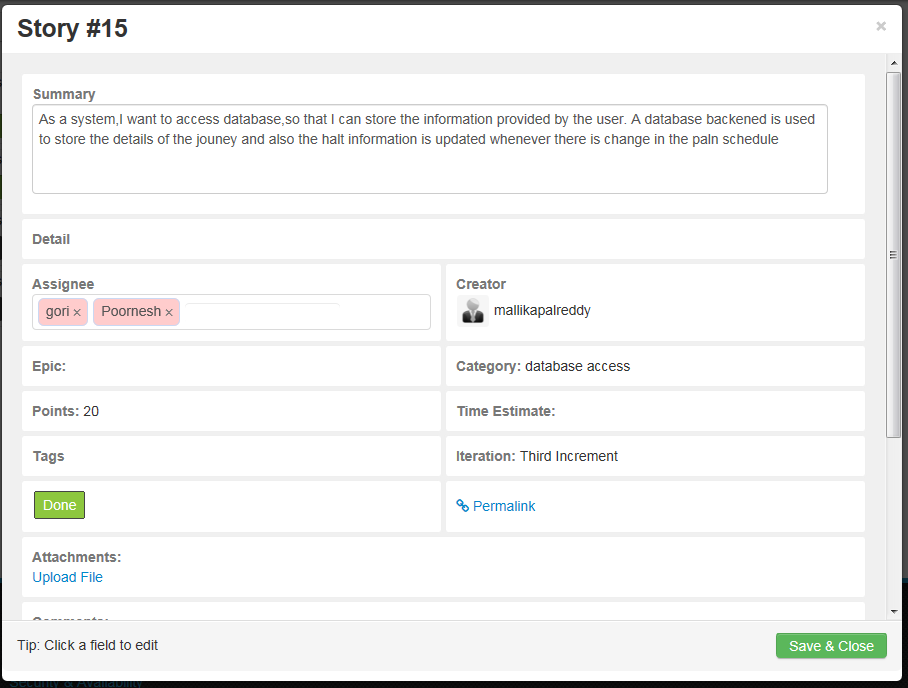 Story #15
×
Summary
As a system,I want to access database,so that I can store the information provided by the user. A database backened is used
to store the details of the jouney and also the halt information is updated whenever there is change in the paln schedule
Detail
Assignee
Creator
gori × Poornesh ×
mallikapalreddy
Epic:
Category: database access
Points: 20
Time Estimate:
Tags
Iteration: Third Increment
Done
Permalink
Attachments:
Upload File
Comments:
Tip: Click a field to edit
Save & Close
Security & Availability